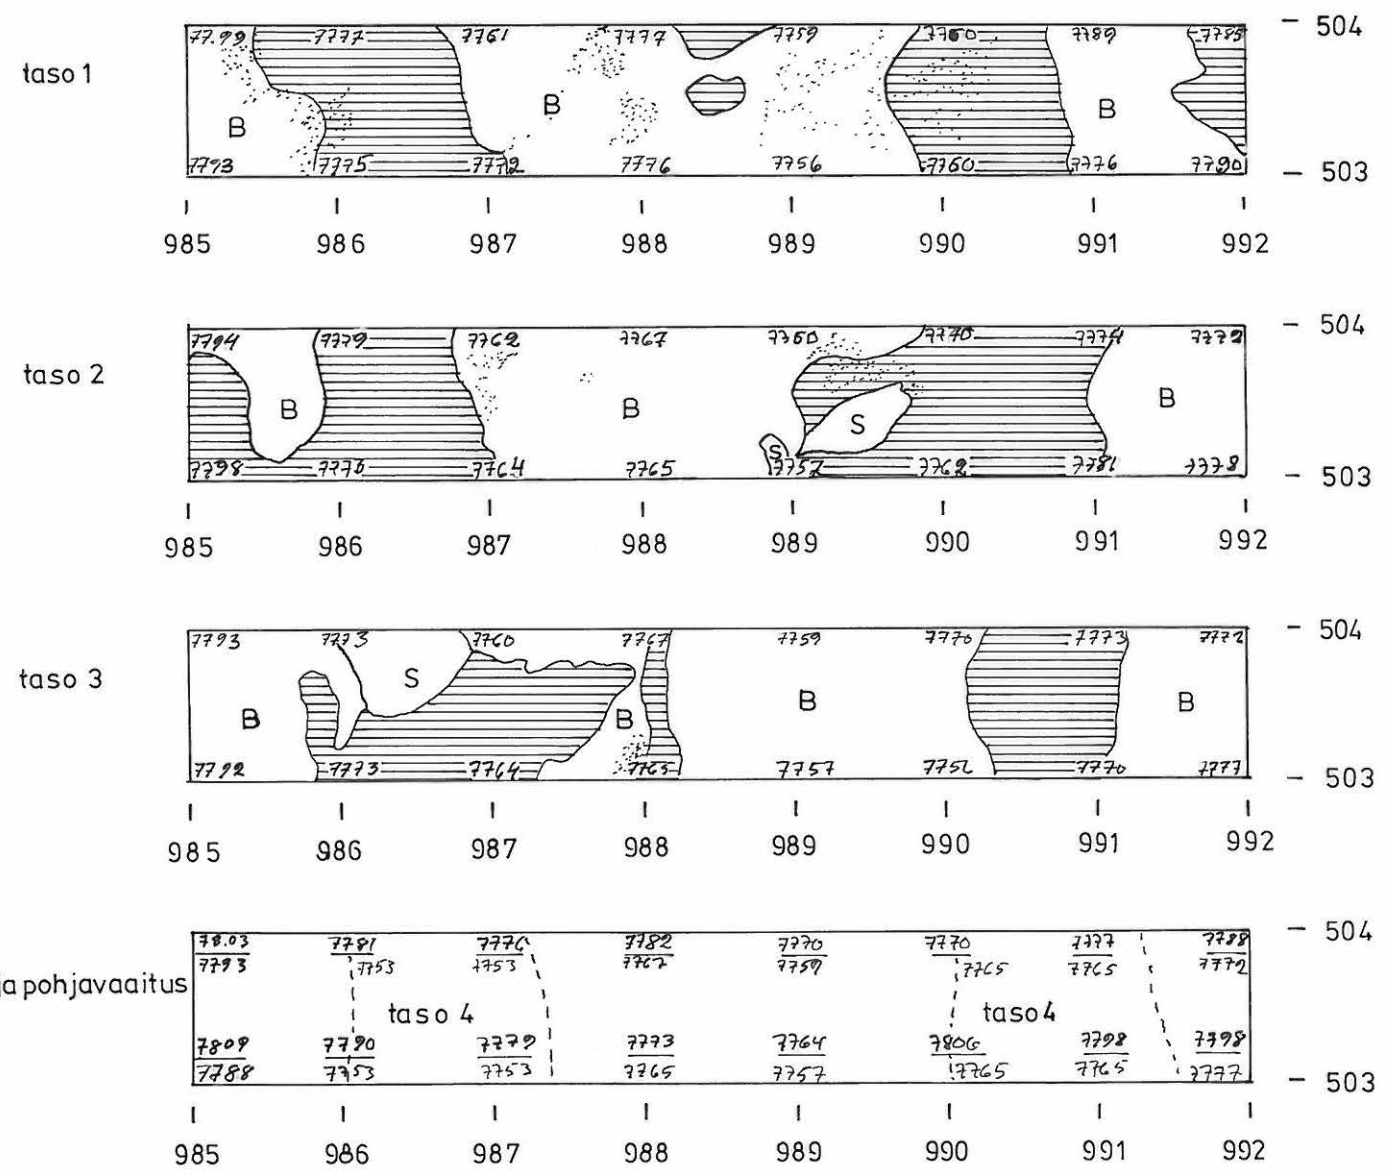 77.99 7777 7761 7777 7759 7760 7789 7785 504
taso 1
B B B
7793 7775 7772 7776 7756 7760 7776 7790 503
985 986 987 988 989 990 991 992
7794 7779 7762 7767 7760 7770 7774 7772 504
taso 2
B B S S B
7798 7770 7764 7765 7757 7762 7781 7778 503
985 986 987 988 989 990 991 992
7793 7773 7760 7767 7759 7770 7773 7772 504
taso 3
B S B B B
7792 7773 7764 7765 7757 7756 7770 7777 503
985 986 987 988 989 990 991 992
78.03 7781 7776 7782 7770 7770 7777 7788 504
7793 7753 7753 7767 7759 7765 7765 7772
ja pohjavaaitus
taso 4 taso 4
7809 7790 7779 7773 7764 7806 7798 7798
7788 7753 7753 7765 7757 7765 7765 7777 503
985 986 987 988 989 990 991 992